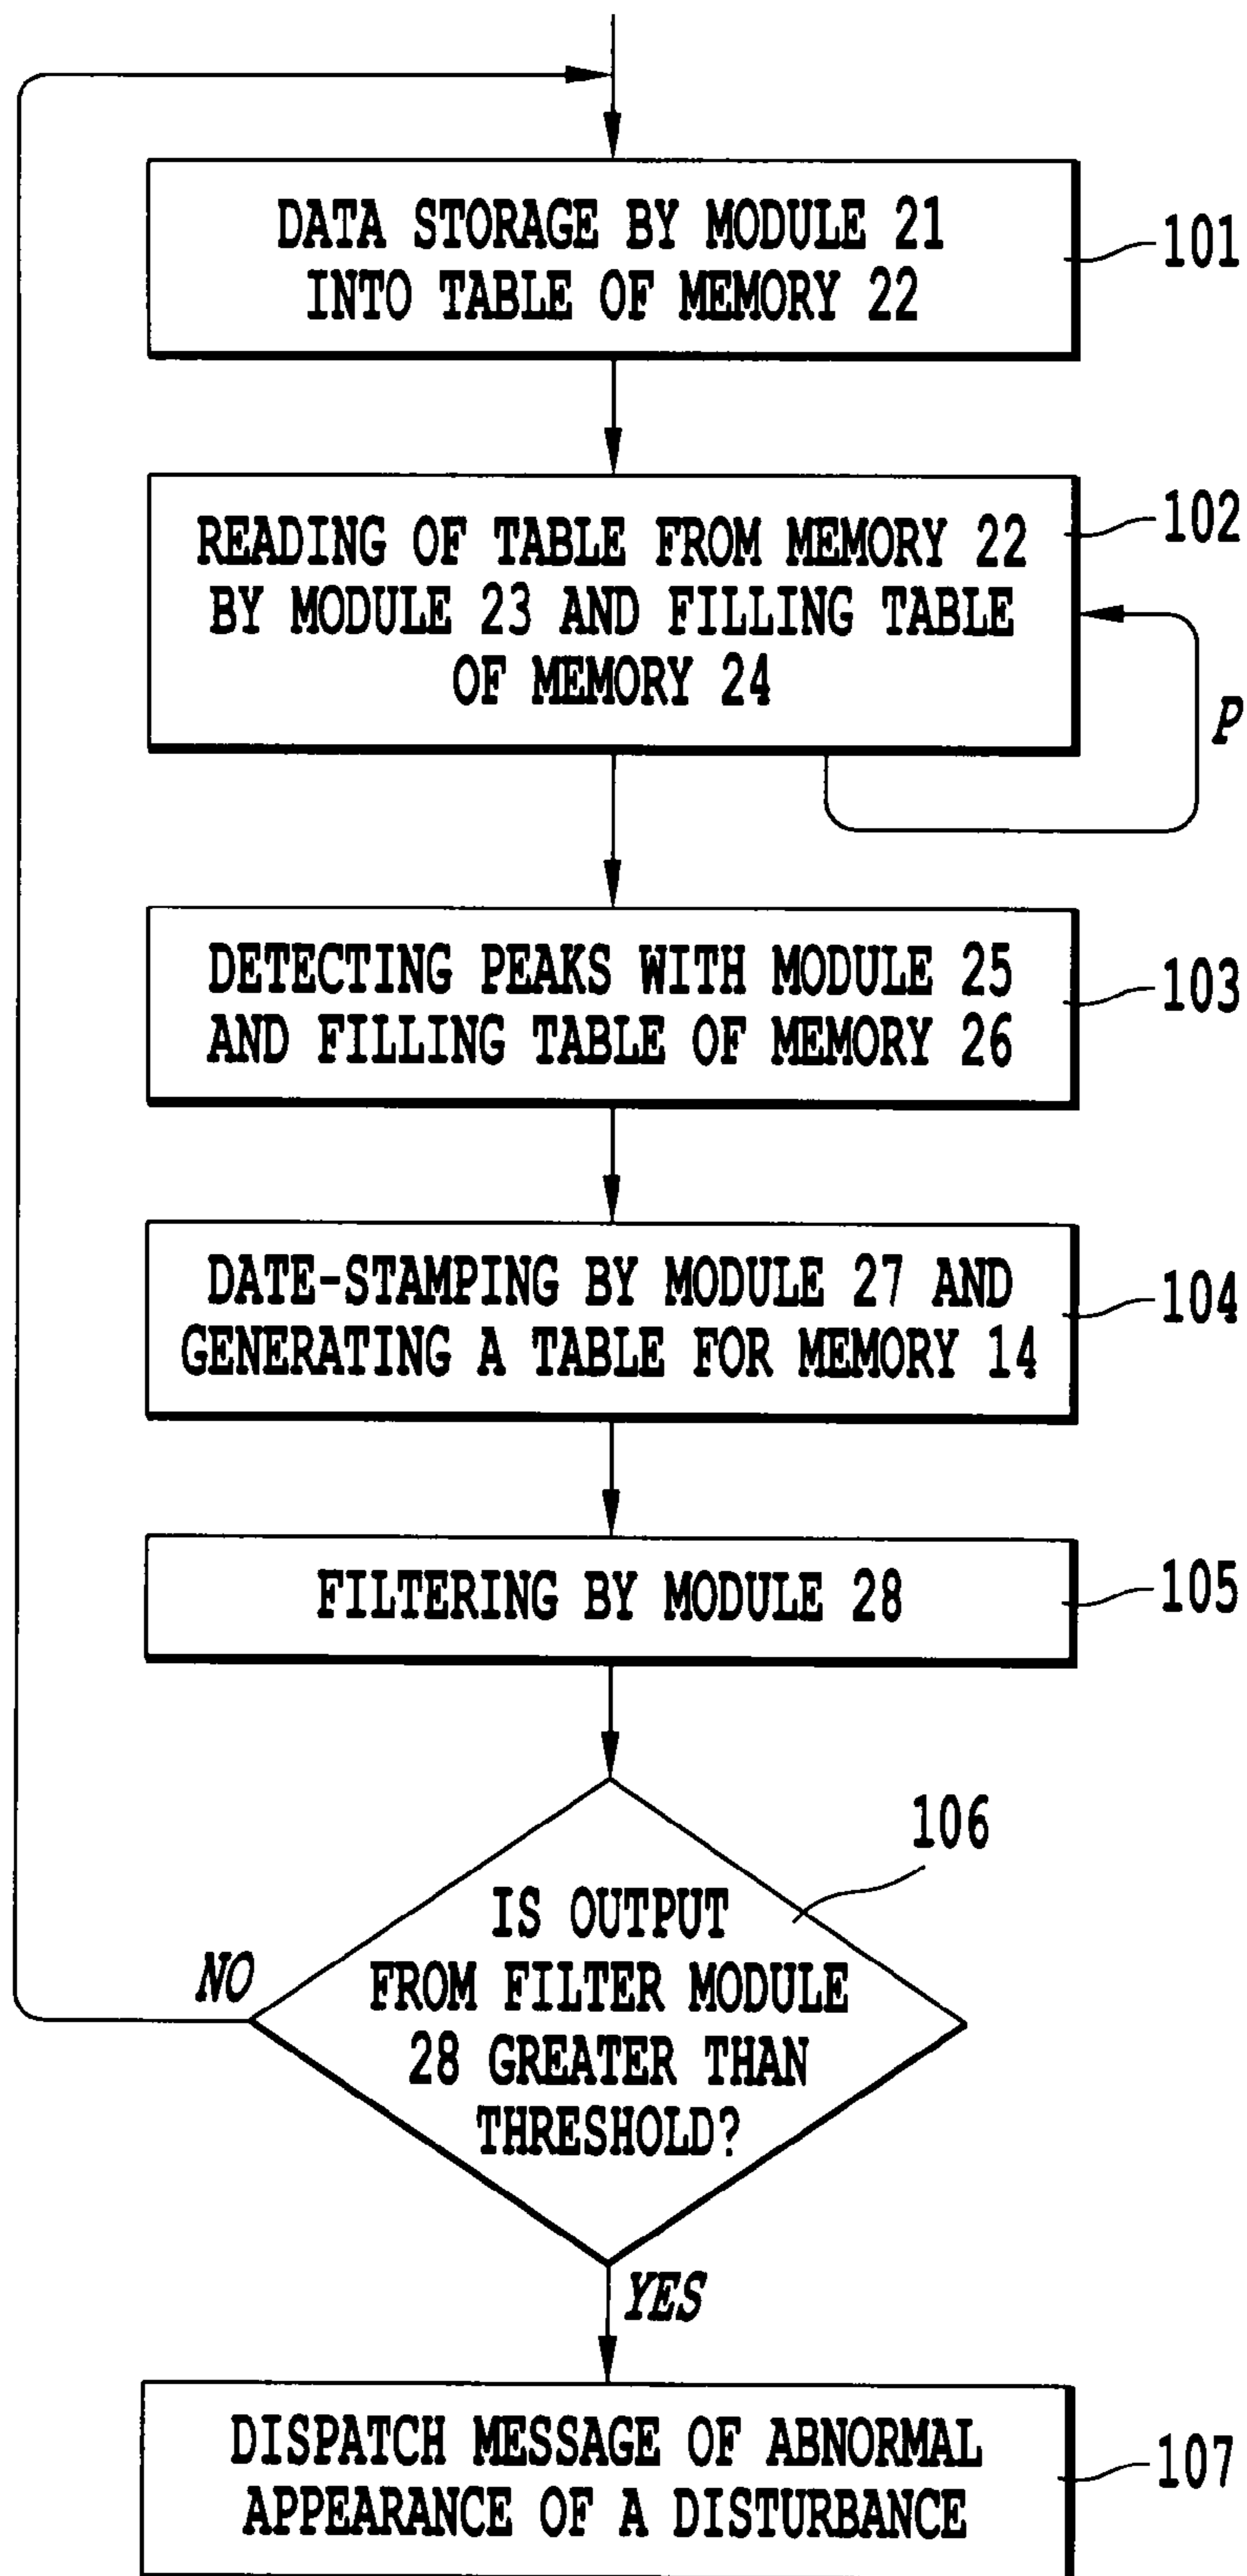 DATA STORAGE BY MODULE 21
INTO TABLE OF MEMORY 22
101
READING OF TABLE FROM MEMORY 22
BY MODULE 23 AND FILLING TABLE
OF MEMORY 24
102
P
DETECTING PEAKS WITH MODULE 25
AND FILLING TABLE OF MEMORY 26
103
DATE-STAMPING BY MODULE 27 AND
GENERATING A TABLE FOR MEMORY 14
104
FILTERING BY MODULE 28
105
106
IS OUTPUT
FROM FILTER MODULE
28 GREATER THAN
THRESHOLD?
NO
YES
DISPATCH MESSAGE OF ABNORMAL
APPEARANCE OF A DISTURBANCE
107